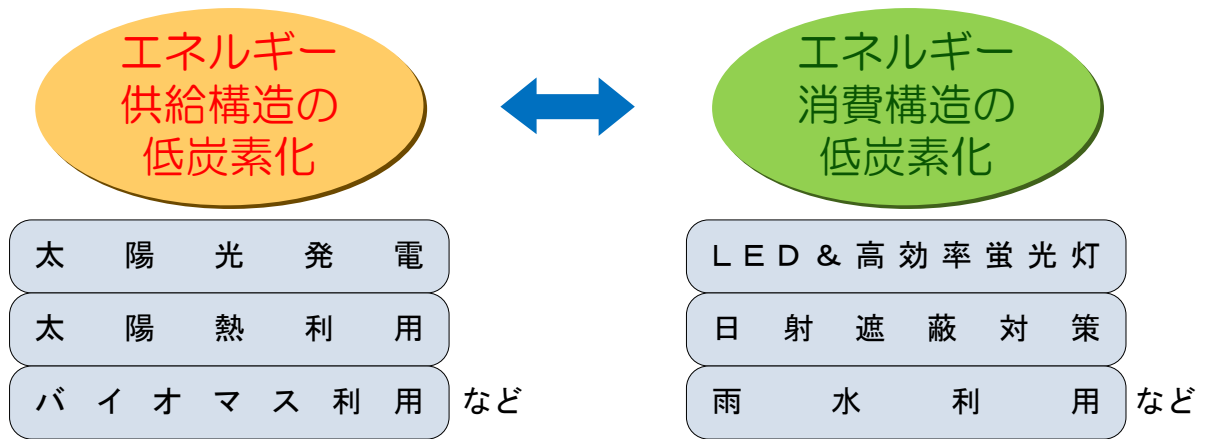 エネルギー
供給構造の
低炭素化
太陽光発電
太陽熱利用
バイオマス利用 など
エネルギー
消費構造の
低炭素化
LED&高効率蛍光灯
日射遮蔽対策
雨水利用 など